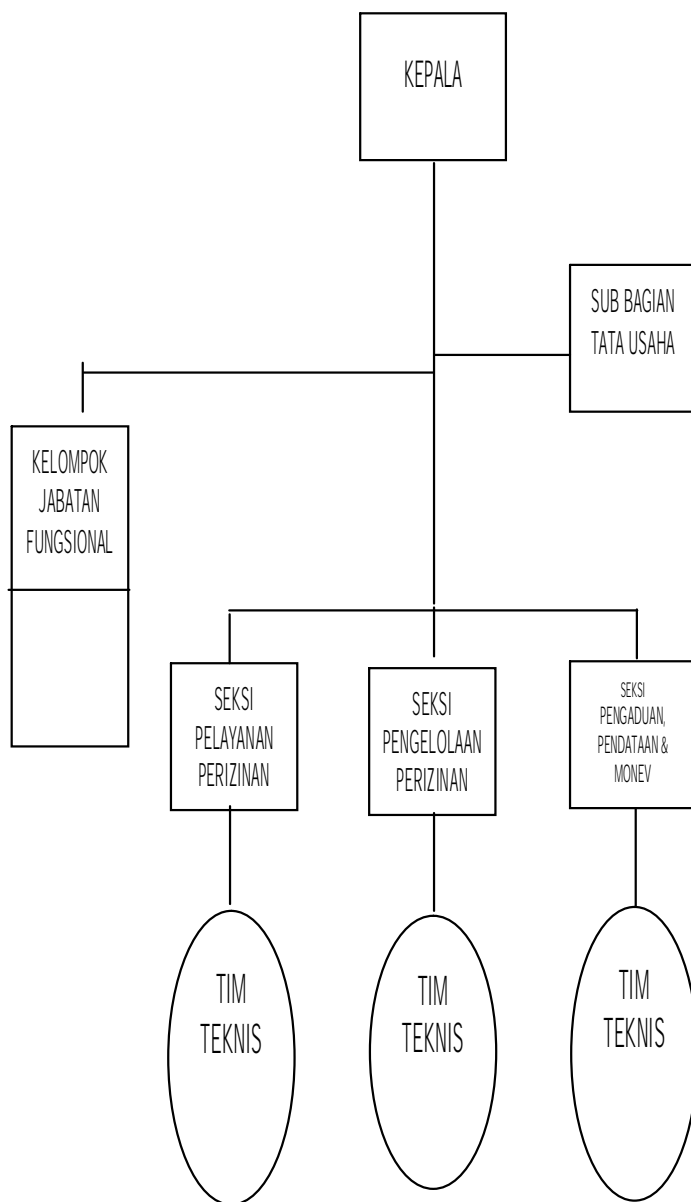 KEPALA
SUB BAGIAN
TATA USAHA
KELOMPOK
JABATAN
FUNGSIONAL
SEKSI
PELAYANAN
PERIZINAN
SEKSI
PENGELOLAAN
PERIZINAN
SEKSI
PENGADUAN,
PENDATAAN &
MONEV
TIM
TEKNIS
TIM
TEKNIS
TIM
TEKNIS